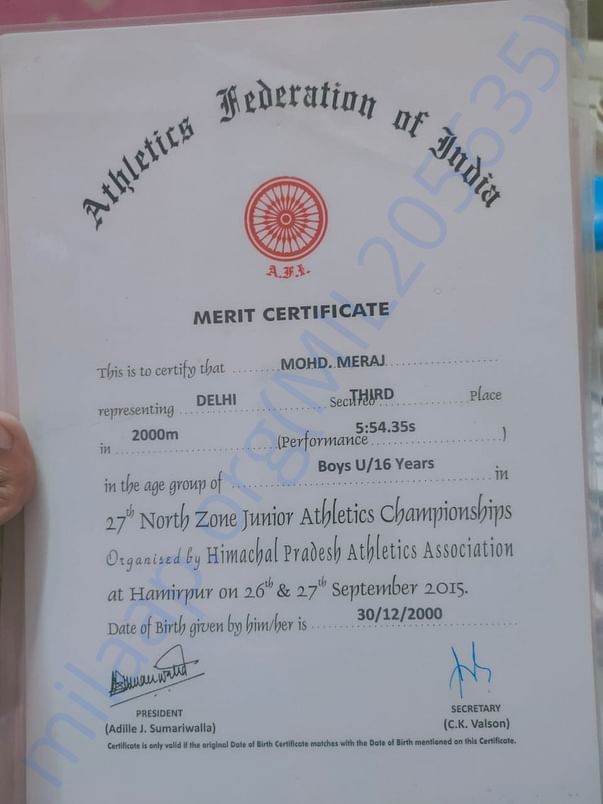 Athletics Federation of India
A.F.I.
MERIT CERTIFICATE
This is to certify that MOHD. MERAJ
representing DELHI Secured THIRD Place
in 2000m (Performance 5:54.35s )
in the age group of Boys U/16 Years in
27th North Zone Junior Athletics Championships
Organised by Himachal Pradesh Athletics Association
at Hamirpur on 26th & 27th September 2015.
Date of Birth given by him/her is 30/12/2000
PRESIDENT
(Adille J. Sumariwalla)
SECRETARY
(C.K. Valson)
Certificate is only valid if the original Date of Birth Certificate matches with the Date of Birth mentioned on this Certificate.
milaap.org(MIL205635)